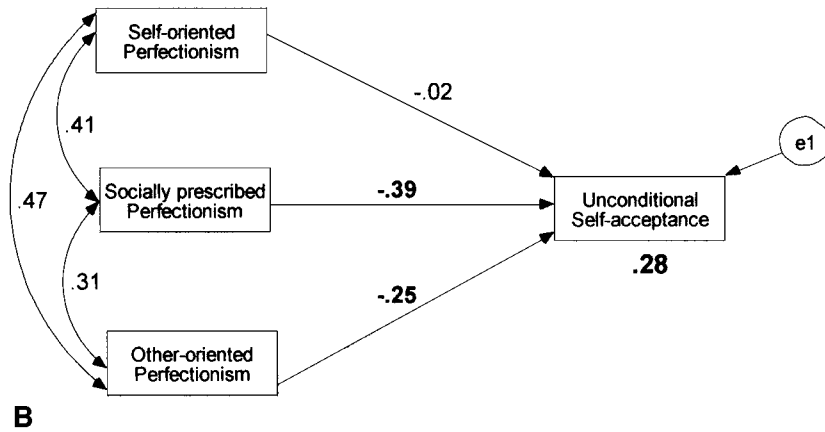 Self-oriented
Perfectionism
-.02
.41
e1
Socially prescribed
Perfectionism
-.39
Unconditional
Self-acceptance
.47
.28
.31
-.25
Other-oriented
Perfectionism
B